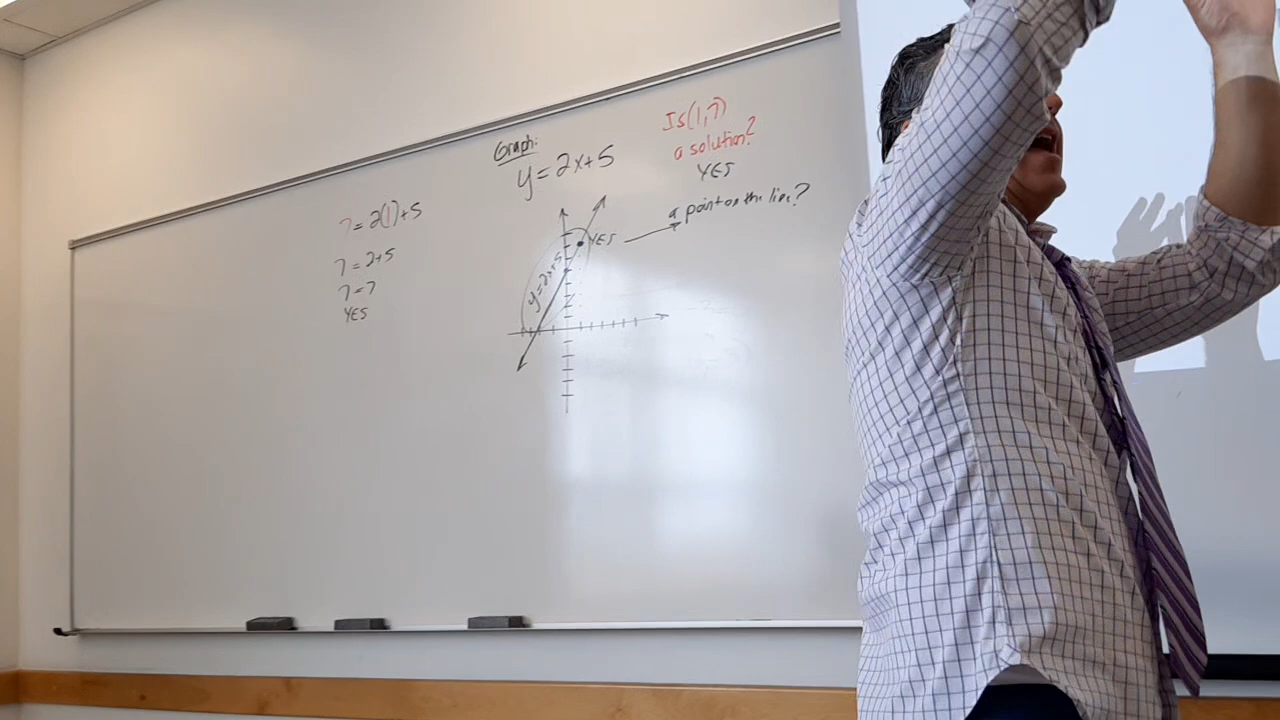 Graph:
y = 2x+5
Is (1,7)
a solution?
YES
a point on the line?
7 = 2(1)+5
7 = 2+5
7 = 7
YES
YES
y=2x+5